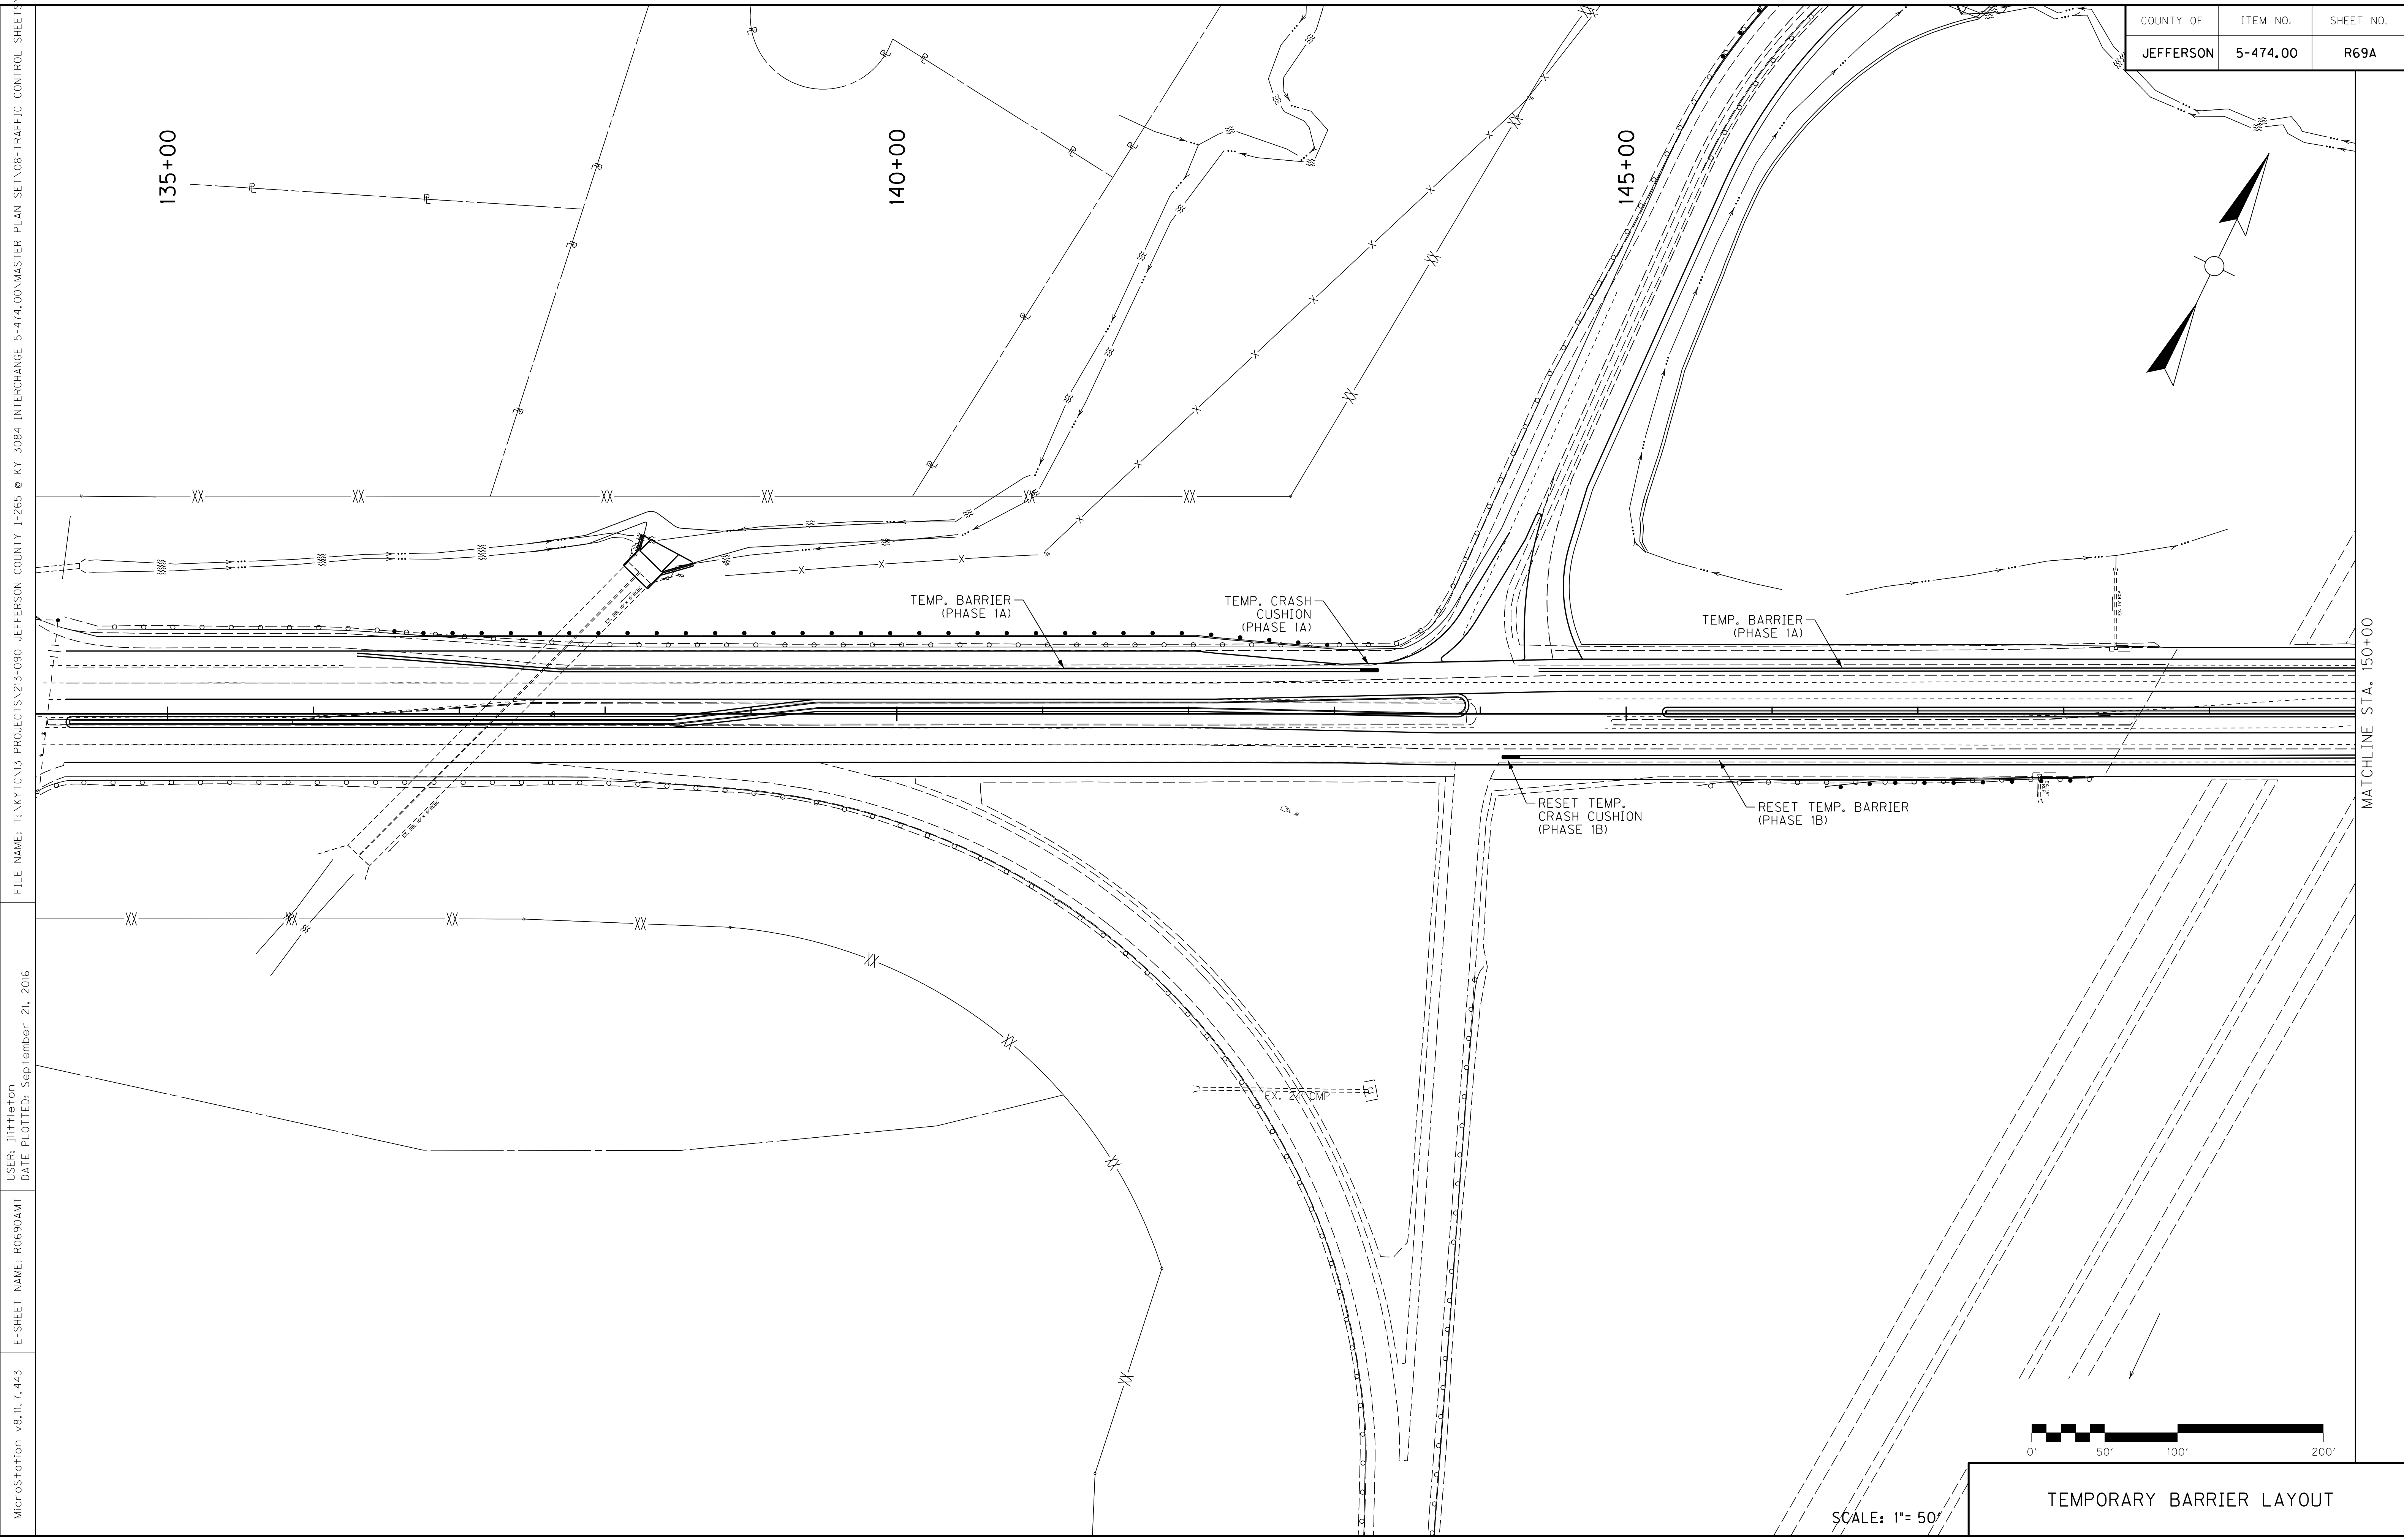 COUNTY OF
ITEM NO.
SHEET NO.
JEFFERSON
5-474.00
R69A
135+00
140+00
145+00
TEMP. BARRIER
(PHASE 1A)
TEMP. CRASH
CUSHION
(PHASE 1A)
TEMP. BARRIER
(PHASE 1A)
RESET TEMP.
CRASH CUSHION
(PHASE 1B)
RESET TEMP. BARRIER
(PHASE 1B)
MATCHLINE STA. 150+00
EX. 24" CMP
0'
50'
100'
200'
SCALE: 1"= 50'
TEMPORARY BARRIER LAYOUT
FILE NAME: T:\KYTC\13 PROJECTS\213-090 JEFFERSON COUNTY I-265 @ KY 3084 INTERCHANGE 5-474.00\MASTER PLAN SET\08-TRAFFIC CONTROL SHEETS\
USER: jlittleton
DATE PLOTTED: September 21, 2016
E-SHEET NAME: R0690AMT
MicroStation v8.11.7.443